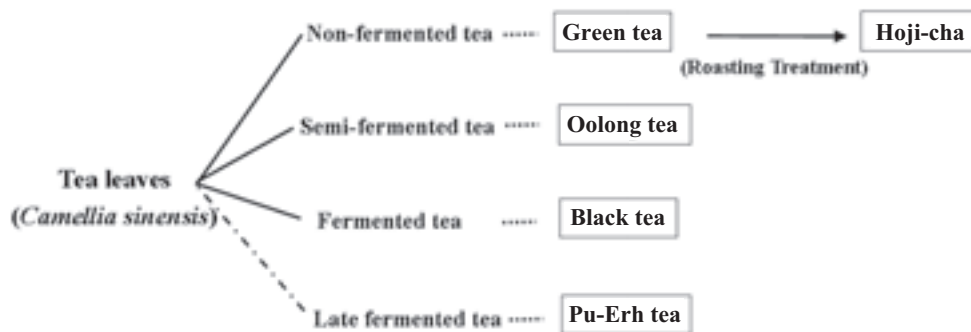 Non-fermented tea
Green tea
Hoji-cha
(Roasting Treatment)
Semi-fermented tea
Oolong tea
Tea leaves
(Camellia sinensis)
Fermented tea
Black tea
Late fermented tea
Pu-Erh tea